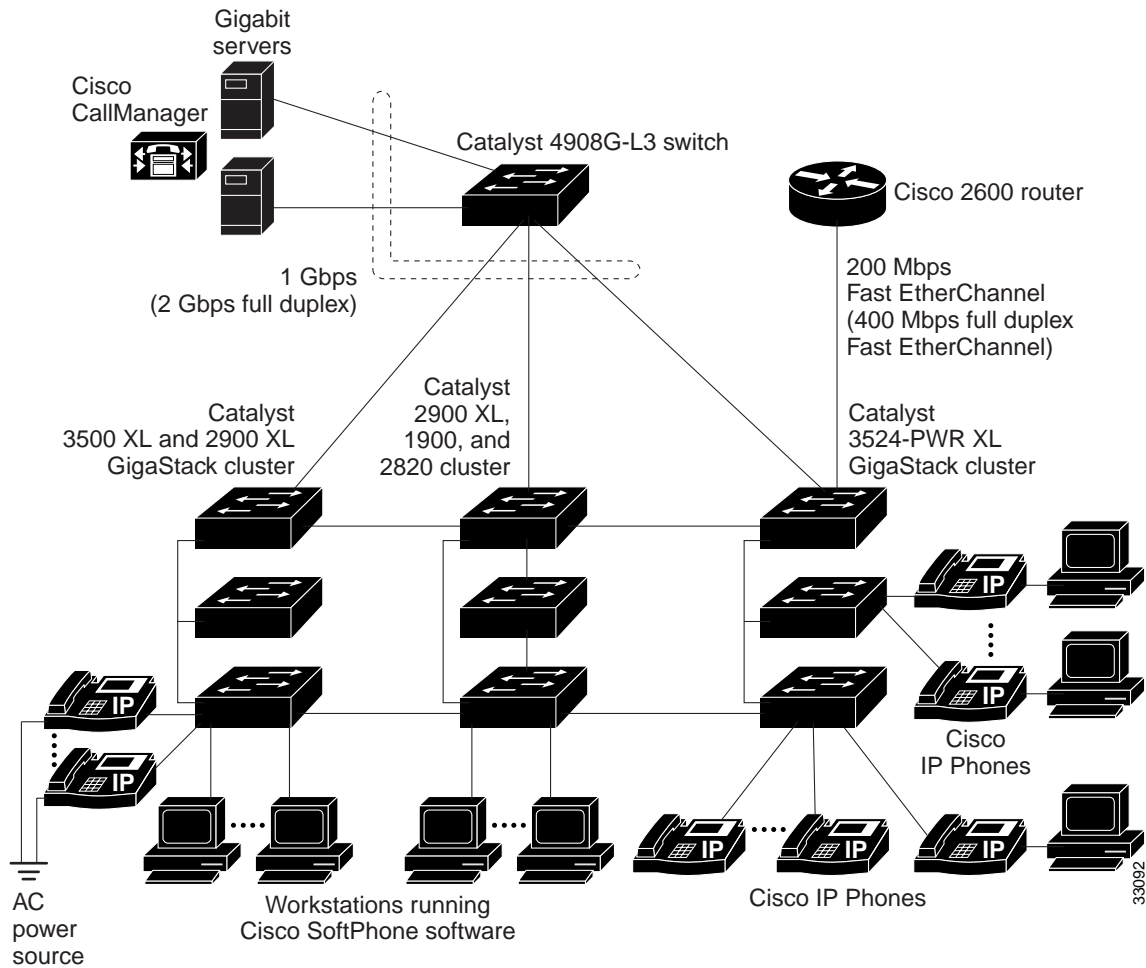 Gigabit
servers
Cisco
CallManager
Catalyst 4908G-L3 switch
Cisco 2600 router
1 Gbps
(2 Gbps full duplex)
200 Mbps
Fast EtherChannel
(400 Mbps full duplex
Fast EtherChannel)
Catalyst
3500 XL and 2900 XL
GigaStack cluster
Catalyst
2900 XL,
1900, and
2820 cluster
Catalyst
3524-PWR XL
GigaStack cluster
IP
IP
IP
IP
Cisco
IP Phones
IP
IP
IP
AC
power
source
Workstations running
Cisco SoftPhone software
Cisco IP Phones
33092